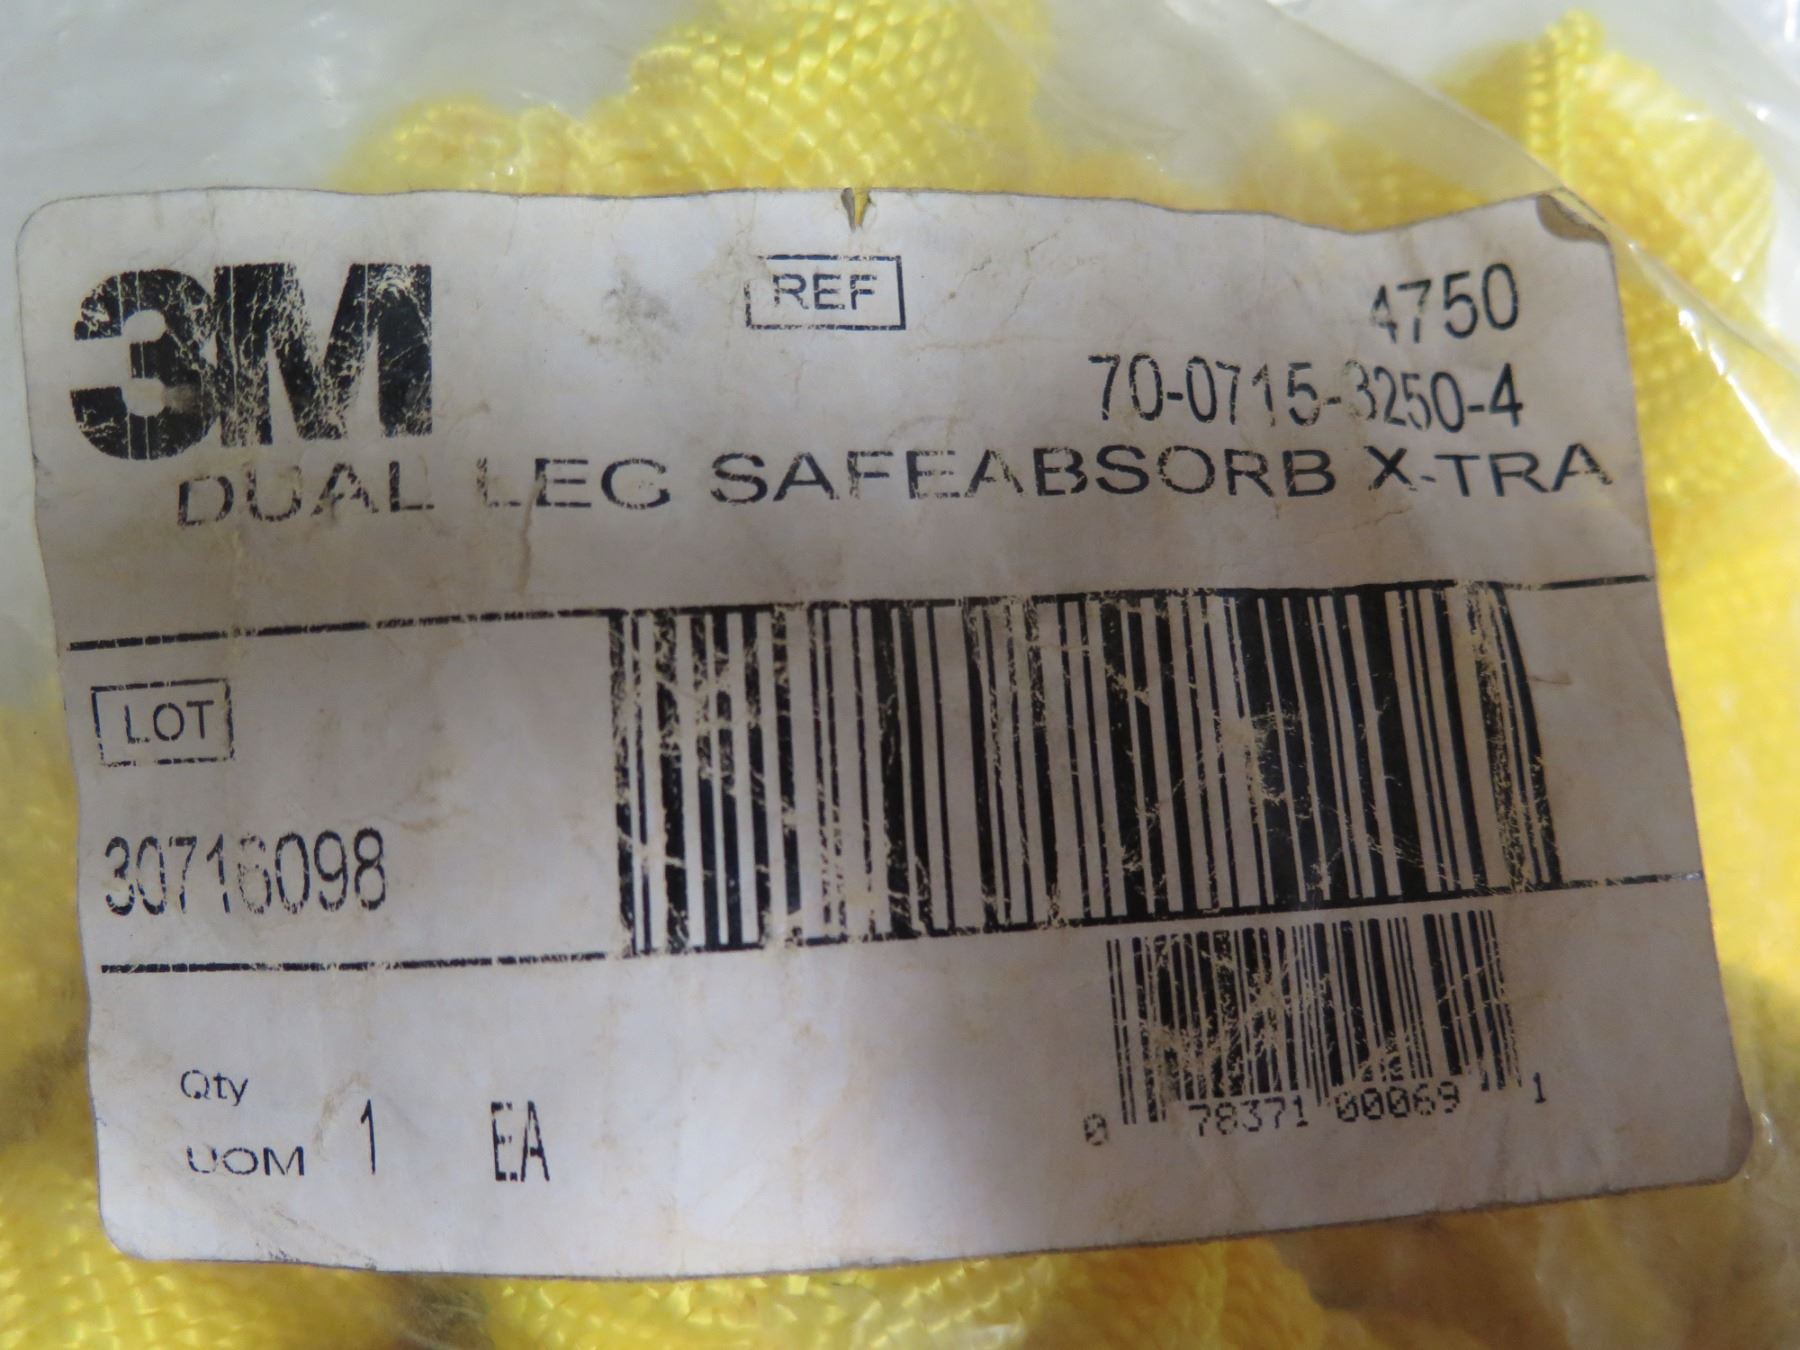 3M
REF
4750
70-0715-3250-4
DUAL LEG SAFEABSORB X-TRA
LOT
30716098
Qty
UOM 1 EA
0 78371 00069 1